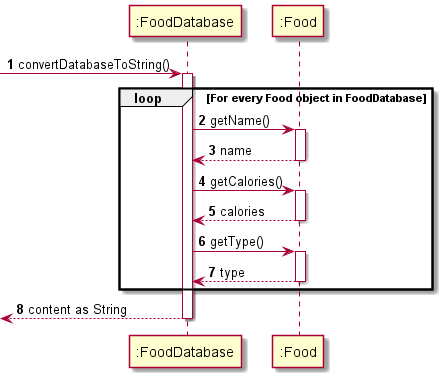 :FoodDatabase
:Food
1 convertDatabaseToString()
loop
[For every Food object in FoodDatabase]
2 getName()
3 name
4 getCalories()
5 calories
6 getType()
7 type
8 content as String
:FoodDatabase
:Food